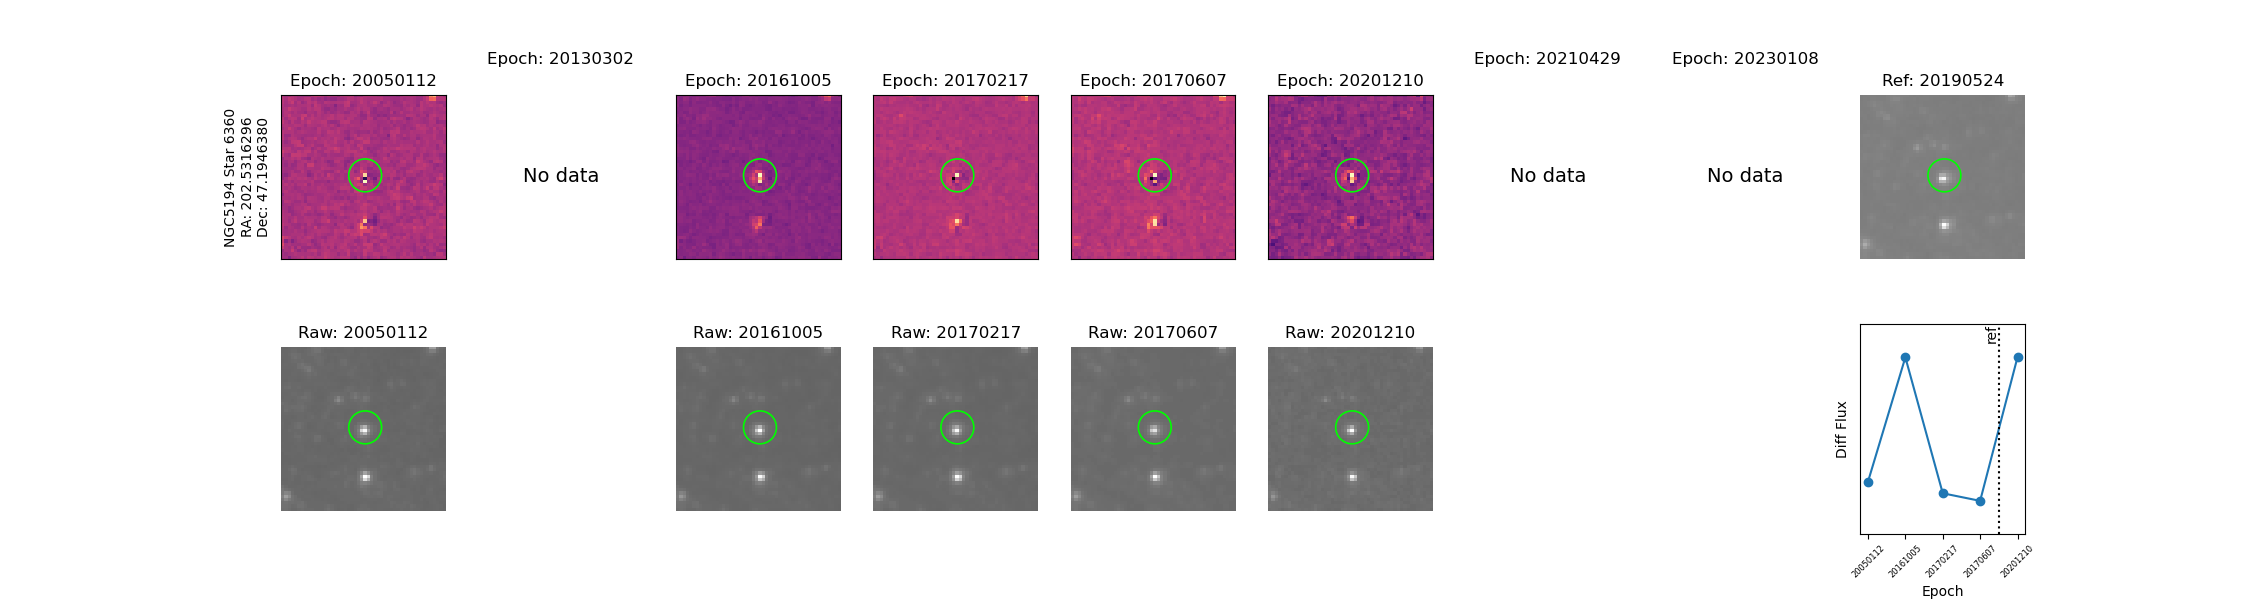 Epoch: 20130302
Epoch: 20210429
Epoch: 20230108
Epoch: 20050112
Epoch: 20161005
Epoch: 20170217
Epoch: 20170607
Epoch: 20201210
Ref: 20190524
NGC5194 Star 6360
RA: 202.5316296
Dec: 47.1946380
No data
No data
No data
Raw: 20050112
Raw: 20161005
Raw: 20170217
Raw: 20170607
Raw: 20201210
ref
Diff Flux
20050112
20161005
20170217
20170607
20201210
Epoch